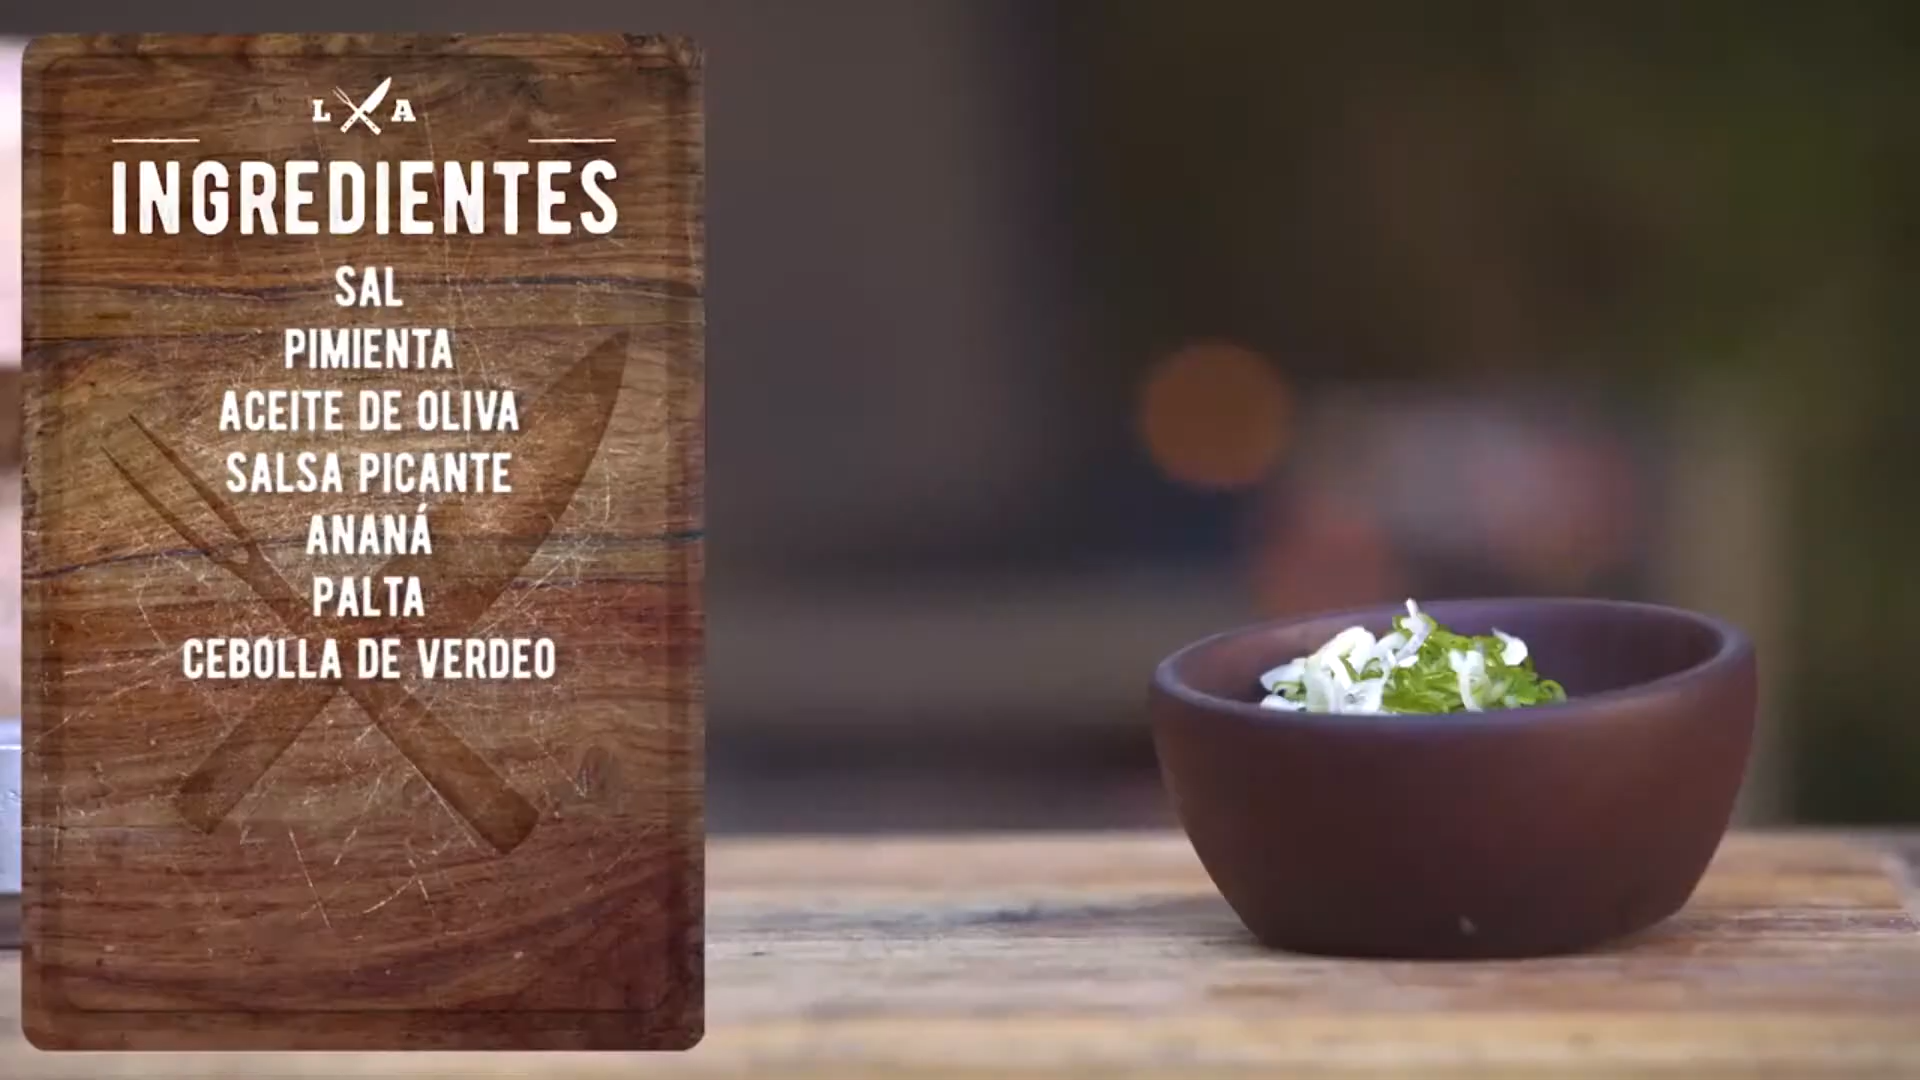 L A
INGREDIENTES
SAL
PIMIENTA
ACEITE DE OLIVA
SALSA PICANTE
ANANÁ
PALTA
CEBOLLA DE VERDEO